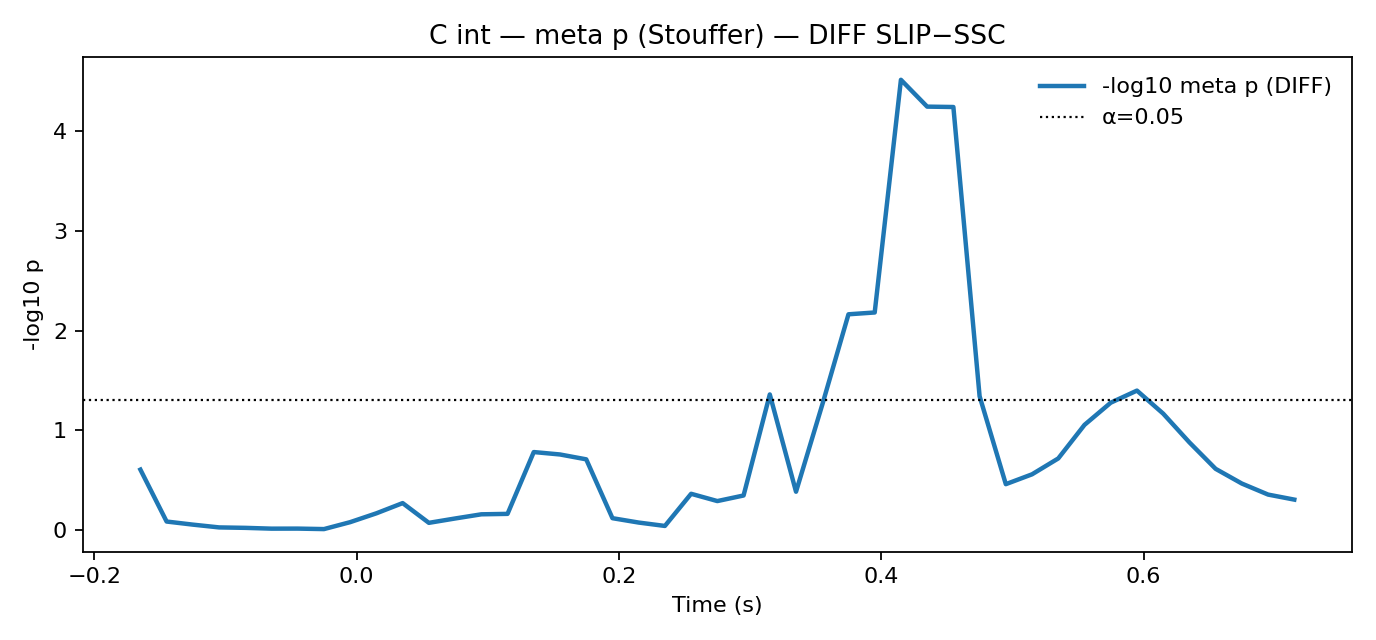 C int — meta p (Stouffer) — DIFF SLIP−SSC
-log10 meta p (DIFF)
α=0.05
-log10 p
4
3
2
1
0
−0.2
0.0
0.2
0.4
0.6
Time (s)